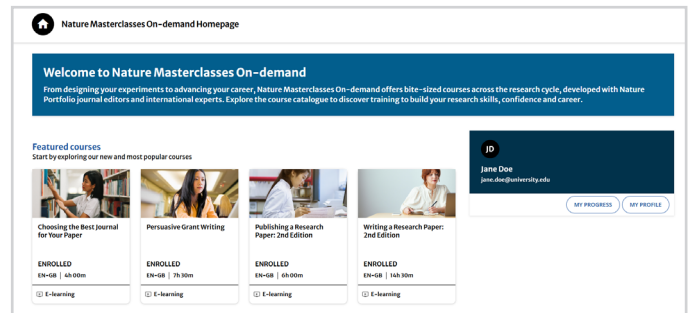 Nature Masterclasses On-demand Homepage
Welcome to Nature Masterclasses On-demand
From designing your experiments to advancing your career, Nature Masterclasses On-demand offers bite-sized courses across the research cycle, developed with Nature
Portfolio journal editors and international experts. Explore the course catalogue to discover training to build your research skills, confidence and career.
Featured courses
Start by exploring our new and most popular courses
Choosing the Best Journal
for Your Paper
ENROLLED
EN-GB | 4h 00m
E-learning
Persuasive Grant Writing
ENROLLED
EN-GB | 7h 30m
E-learning
Publishing a Research
Paper: 2nd Edition
ENROLLED
EN-GB | 6h 00m
E-learning
Writing a Research Paper:
2nd Edition
ENROLLED
EN-GB | 14h 30m
E-learning
JD
Jane Doe
jane.doe@university.edu
MY PROGRESS
MY PROFILE